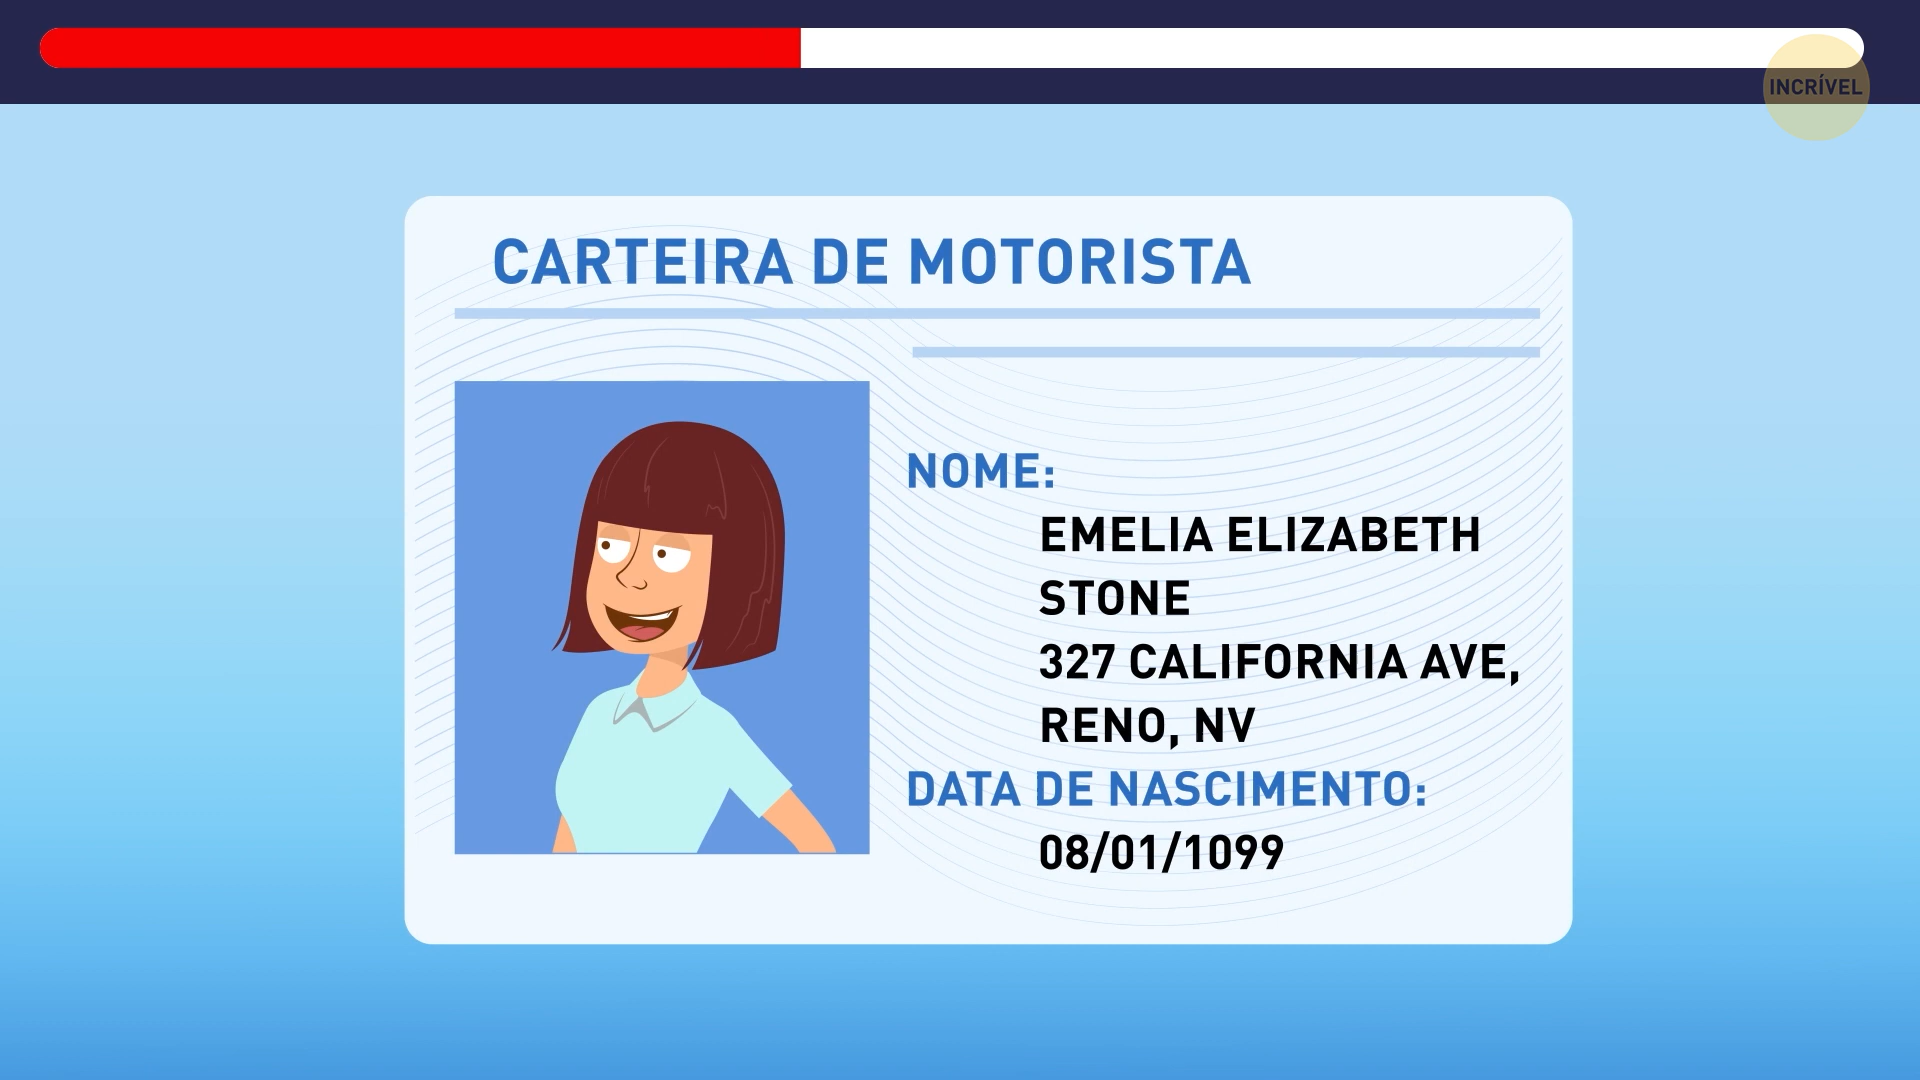 INCRÍVEL
CARTEIRA DE MOTORISTA
NOME:
EMELIA ELIZABETH
STONE
327 CALIFORNIA AVE,
RENO, NV
DATA DE NASCIMENTO:
08/01/1099